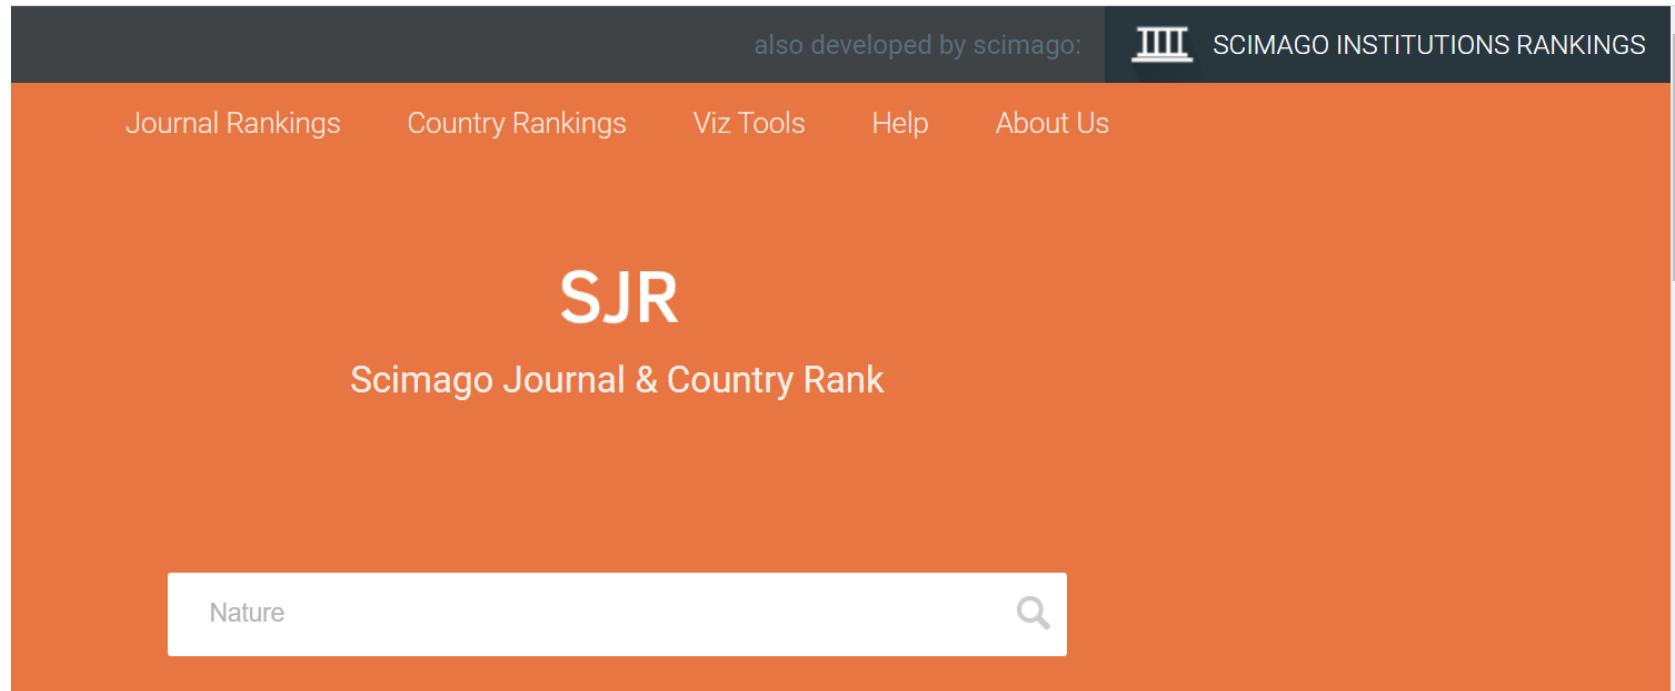 also developed by scimago: SCIMAGO INSTITUTIONS RANKINGS
Journal Rankings Country Rankings Viz Tools Help About Us
SJR
Scimago Journal & Country Rank
Nature